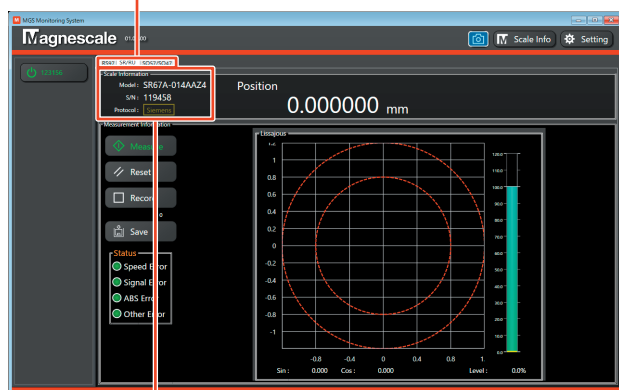 MGS Monitoring System
Magnescale
Scale Info
Setting
123156
RS97 SR/RU SQ57/SQ47
Scale Information
Model : SR67A-014AAZ4
S/N : 119458
Protocol : Siemens
Position
0.000000 mm
Measurement Information
Measure
Reset
Record
Save
Status
Speed Error
Signal Error
ABS Error
Other Error
Lissajous
1
0.8
0.6
0.4
0.2
0
-0.2
-0.4
-0.6
-0.8
-1
-0.8 -0.4 0 0.4 0.8 1
120.0
110.0
100.0
90.0
80.0
70.0
60.0
50.0
40.0
30.0
20.0
0.0
Sin : 0.000 Cos : 0.000 Level : 0.0%